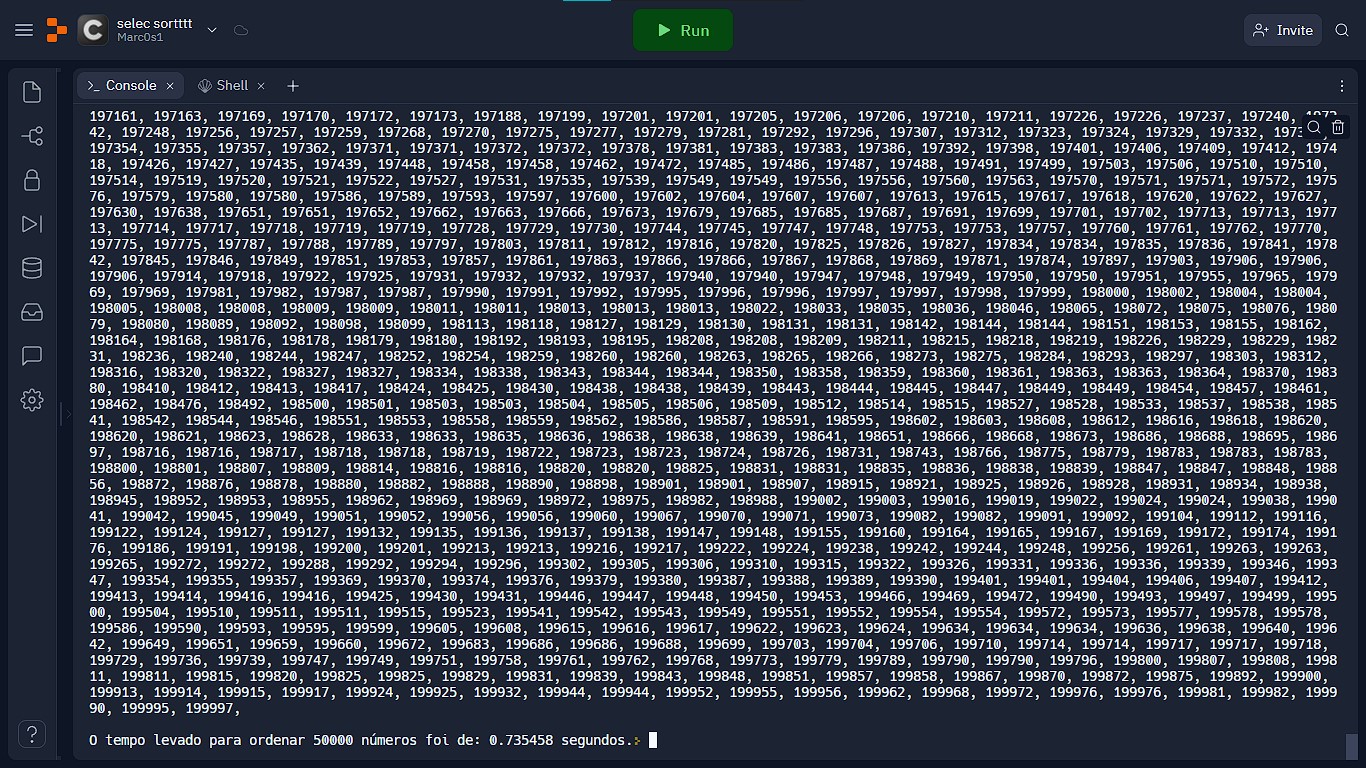 selec sortttt
Marc0s1
Run
Invite
>_ Console ×
Shell ×
197161, 197163, 197169, 197170, 197172, 197173, 197188, 197199, 197201, 197201, 197205, 197206, 197206, 197210, 197211, 197226, 197226, 197237, 197240, 1972
42, 197248, 197256, 197257, 197259, 197268, 197270, 197275, 197277, 197279, 197281, 197292, 197296, 197307, 197312, 197323, 197324, 197329, 197332,
197354, 197355, 197357, 197362, 197371, 197371, 197372, 197372, 197378, 197381, 197383, 197383, 197386, 197392, 197398, 197401, 197406, 197409, 197412, 1974
18, 197426, 197427, 197435, 197439, 197448, 197458, 197458, 197462, 197472, 197485, 197486, 197487, 197488, 197491, 197499, 197503, 197506, 197510, 197510,
197514, 197519, 197520, 197521, 197522, 197527, 197531, 197535, 197539, 197549, 197549, 197556, 197556, 197560, 197563, 197570, 197571, 197571, 197572, 1975
76, 197579, 197580, 197580, 197586, 197589, 197593, 197597, 197600, 197602, 197604, 197607, 197607, 197613, 197615, 197617, 197618, 197620, 197622, 197627,
197630, 197638, 197651, 197651, 197652, 197662, 197663, 197666, 197673, 197679, 197685, 197685, 197687, 197691, 197699, 197701, 197702, 197713, 197713, 1977
13, 197714, 197717, 197718, 197719, 197719, 197728, 197729, 197730, 197744, 197745, 197747, 197748, 197753, 197753, 197757, 197760, 197761, 197762, 197770,
197775, 197775, 197787, 197788, 197789, 197797, 197803, 197811, 197812, 197816, 197820, 197825, 197826, 197827, 197834, 197834, 197835, 197836, 197841, 1978
42, 197845, 197846, 197849, 197851, 197853, 197857, 197861, 197863, 197866, 197866, 197867, 197868, 197869, 197871, 197874, 197897, 197903, 197906, 197906,
197906, 197914, 197918, 197922, 197925, 197931, 197932, 197932, 197937, 197940, 197940, 197947, 197948, 197949, 197950, 197950, 197951, 197955, 197965, 1979
69, 197969, 197981, 197982, 197987, 197987, 197990, 197991, 197992, 197995, 197996, 197996, 197997, 197997, 197998, 197999, 198000, 198002, 198004, 198004,
198005, 198008, 198008, 198009, 198009, 198011, 198011, 198013, 198013, 198013, 198022, 198033, 198035, 198036, 198046, 198065, 198072, 198075, 198076, 1980
79, 198080, 198089, 198092, 198098, 198099, 198113, 198118, 198127, 198129, 198130, 198131, 198131, 198142, 198144, 198144, 198151, 198153, 198155, 198162,
198164, 198168, 198176, 198178, 198179, 198180, 198192, 198193, 198195, 198208, 198208, 198209, 198211, 198215, 198218, 198219, 198226, 198229, 198229, 1982
31, 198236, 198240, 198244, 198247, 198252, 198254, 198259, 198260, 198260, 198263, 198265, 198266, 198273, 198275, 198284, 198293, 198297, 198303, 198312,
198316, 198320, 198322, 198327, 198327, 198334, 198338, 198343, 198344, 198344, 198350, 198358, 198359, 198360, 198361, 198363, 198363, 198364, 198370, 1983
80, 198410, 198412, 198413, 198417, 198424, 198425, 198430, 198438, 198438, 198439, 198443, 198444, 198445, 198447, 198449, 198449, 198454, 198457, 198461,
198462, 198476, 198492, 198500, 198501, 198503, 198503, 198504, 198505, 198506, 198509, 198512, 198514, 198515, 198527, 198528, 198533, 198537, 198538, 1985
41, 198542, 198544, 198546, 198551, 198553, 198558, 198559, 198562, 198586, 198587, 198591, 198595, 198602, 198603, 198608, 198612, 198616, 198618, 198620,
198620, 198621, 198623, 198628, 198633, 198633, 198635, 198636, 198638, 198638, 198639, 198641, 198651, 198666, 198668, 198673, 198686, 198688, 198695, 1986
97, 198716, 198716, 198717, 198718, 198718, 198719, 198722, 198723, 198723, 198724, 198726, 198731, 198743, 198766, 198775, 198779, 198783, 198783, 198783,
198800, 198801, 198807, 198809, 198814, 198816, 198816, 198820, 198820, 198825, 198831, 198831, 198835, 198836, 198838, 198839, 198847, 198847, 198848, 1988
56, 198872, 198876, 198878, 198880, 198882, 198888, 198890, 198898, 198901, 198901, 198907, 198915, 198921, 198925, 198926, 198928, 198931, 198934, 198938,
198945, 198952, 198953, 198955, 198962, 198969, 198969, 198972, 198975, 198982, 198988, 199002, 199003, 199016, 199019, 199022, 199024, 199024, 199038, 1990
41, 199042, 199045, 199049, 199051, 199052, 199056, 199056, 199060, 199067, 199070, 199071, 199073, 199082, 199082, 199091, 199092, 199104, 199112, 199116,
199122, 199124, 199127, 199127, 199132, 199135, 199136, 199137, 199138, 199147, 199148, 199155, 199160, 199164, 199165, 199167, 199169, 199172, 199174, 1991
76, 199186, 199191, 199198, 199200, 199201, 199213, 199213, 199216, 199217, 199222, 199224, 199238, 199242, 199244, 199248, 199256, 199261, 199263, 199263,
199265, 199272, 199272, 199288, 199292, 199294, 199296, 199302, 199305, 199306, 199310, 199315, 199322, 199326, 199331, 199336, 199336, 199339, 199346, 1993
47, 199354, 199355, 199357, 199369, 199370, 199374, 199376, 199379, 199380, 199387, 199388, 199389, 199390, 199401, 199401, 199404, 199406, 199407, 199412,
199413, 199414, 199416, 199416, 199425, 199430, 199431, 199446, 199447, 199448, 199450, 199453, 199466, 199469, 199472, 199490, 199493, 199497, 199499, 1995
00, 199504, 199510, 199511, 199511, 199515, 199523, 199541, 199542, 199543, 199549, 199551, 199552, 199554, 199554, 199572, 199573, 199577, 199578, 199578,
199586, 199590, 199593, 199595, 199599, 199605, 199608, 199615, 199616, 199617, 199622, 199623, 199624, 199634, 199634, 199634, 199636, 199638, 199640, 1996
42, 199649, 199651, 199659, 199660, 199672, 199683, 199686, 199686, 199688, 199699, 199703, 199704, 199706, 199710, 199714, 199714, 199717, 199717, 199718,
199729, 199736, 199739, 199747, 199749, 199751, 199758, 199761, 199762, 199768, 199773, 199779, 199789, 199790, 199790, 199796, 199800, 199807, 199808, 1998
11, 199811, 199815, 199820, 199825, 199825, 199829, 199831, 199839, 199843, 199848, 199851, 199857, 199858, 199867, 199870, 199872, 199875, 199892, 199900,
199913, 199914, 199915, 199917, 199924, 199925, 199932, 199944, 199944, 199952, 199955, 199956, 199962, 199968, 199972, 199976, 199976, 199981, 199982, 1999
90, 199995, 199997,
O tempo levado para ordenar 50000 números foi de: 0.735458 segundos.